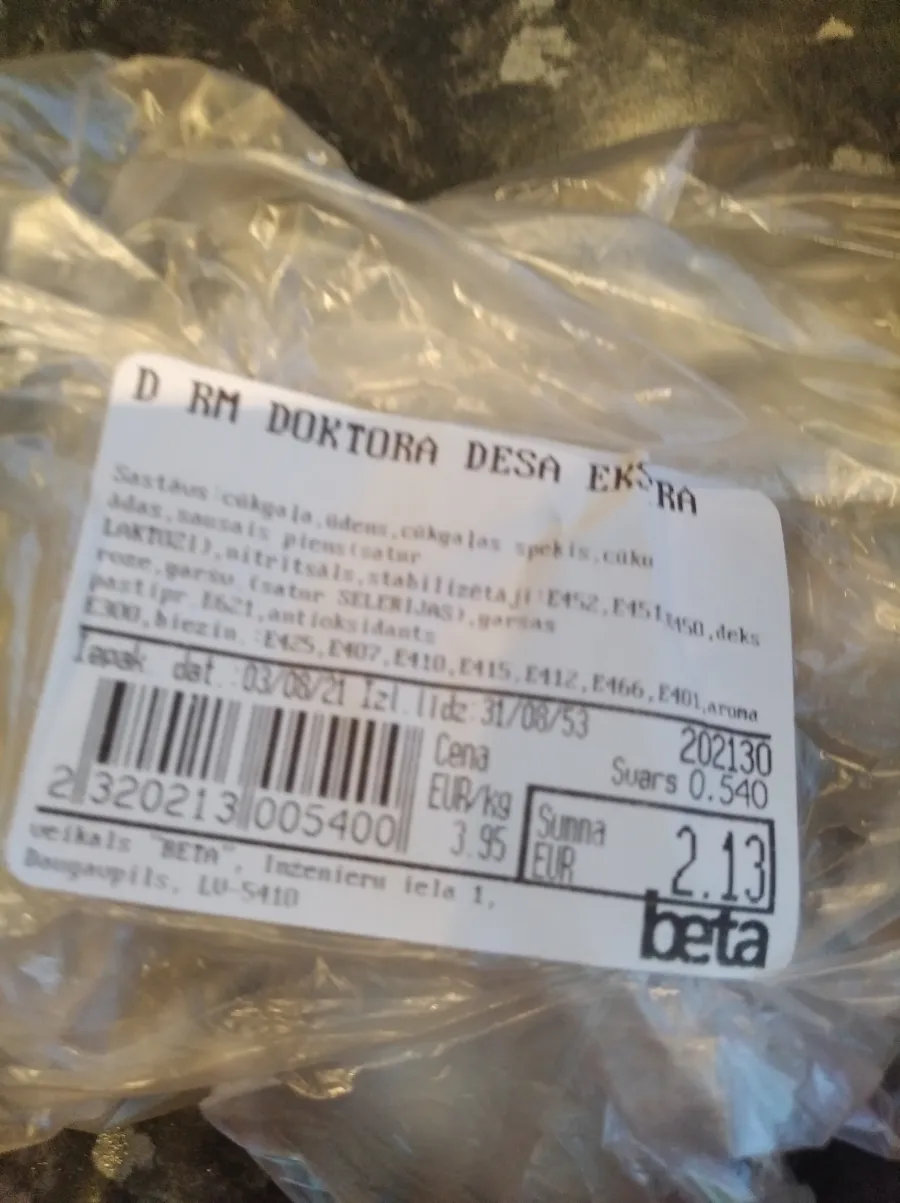 D RM DOKTORA DESA EKSTRA
Sastāvs:cūkgaļa,ūdens,cūkgaļas speķis,cūku
ādas,sausais piens(satur
LAKTOZI),nitrītsāls,stabilizētāji:E452,E451,E450,deks
roze,garšv.(satur SELERIJAS),garšas
pastipr.E621,antioksidants
E300,biezin.:E425,E407,E410,E415,E412,E466,E401,aroma
Iepak. dat.:03/08/21 Izl.līdz:31/08/53
202130
Cena
EUR/kg
3.95
Svars 0.540
Summa
EUR
2.13
2 320213 005400
veikals "BETA", Inženieru iela 1,
Daugavpils, LV-5410
beta